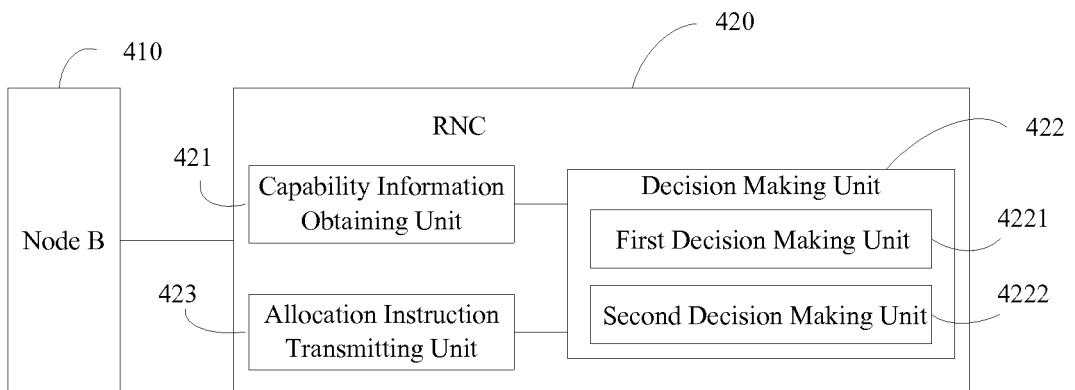 410
420
RNC
422
421
Capability Information
Obtaining Unit
Decision Making Unit
First Decision Making Unit
4221
Node B
423
Allocation Instruction
Transmitting Unit
Second Decision Making Unit
4222